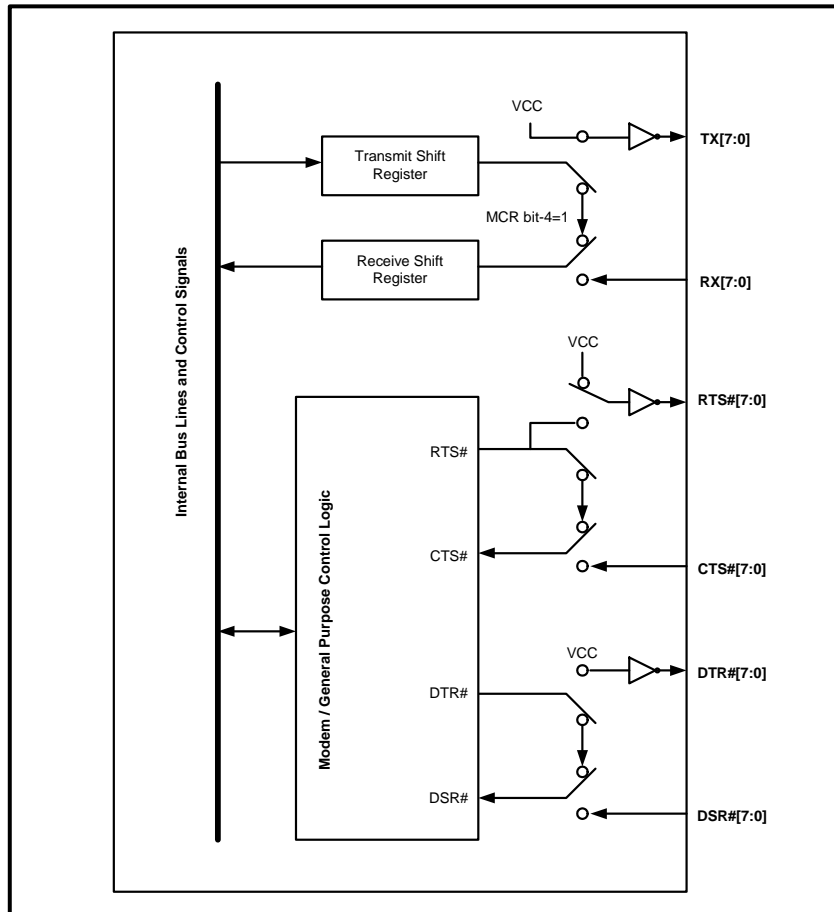 VCC
TX[7:0]
Transmit Shift
Register
MCR bit-4=1
Receive Shift
Register
RX[7:0]
Internal Bus Lines and Control Signals
VCC
RTS#[7:0]
RTS#
CTS#
CTS#[7:0]
Modem / General Purpose Control Logic
VCC
DTR#[7:0]
DTR#
DSR#
DSR#[7:0]